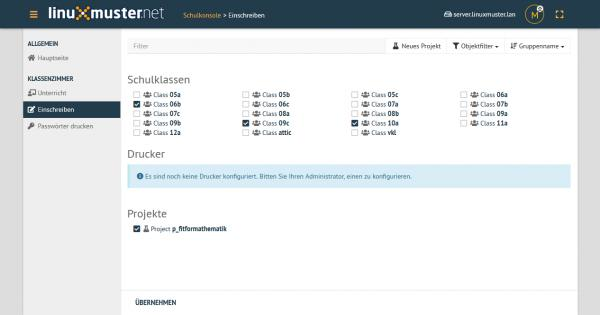 linuxmuster.net
Schulkonsole > Einschreiben
server.linuxmuster.lan
M
ALLGEMEIN
Hauptseite
KLASSENZIMMER
Unterricht
Einschreiben
Passwörter drucken
Filter
Neues Projekt
Objektfilter
Gruppenname
Schulklassen
Class 05a Class 05b Class 05c Class 06a
Class 06b Class 06c Class 07a Class 07b
Class 07c Class 08a Class 08b Class 09a
Class 09b Class 09c Class 10a Class 11a
Class 12a Class attic Class vkl
Drucker
Es sind noch keine Drucker konfiguriert. Bitten Sie Ihren Administrator, einen zu konfigurieren.
Projekte
Project p_fitformathematik
ÜBERNEHMEN